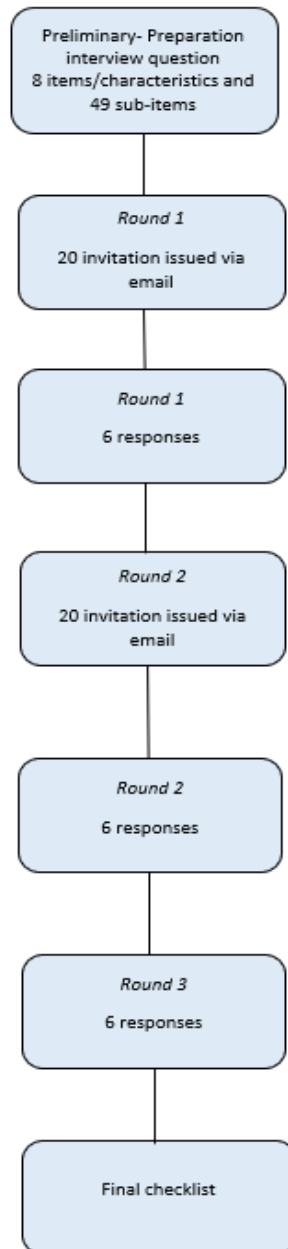 Preliminary- Preparation
interview question
8 items/characteristics and
49 sub-items
Round 1
20 invitation issued via
email
Round 1
6 responses
Round 2
20 invitation issued via
email
Round 2
6 responses
Round 3
6 responses
Final checklist